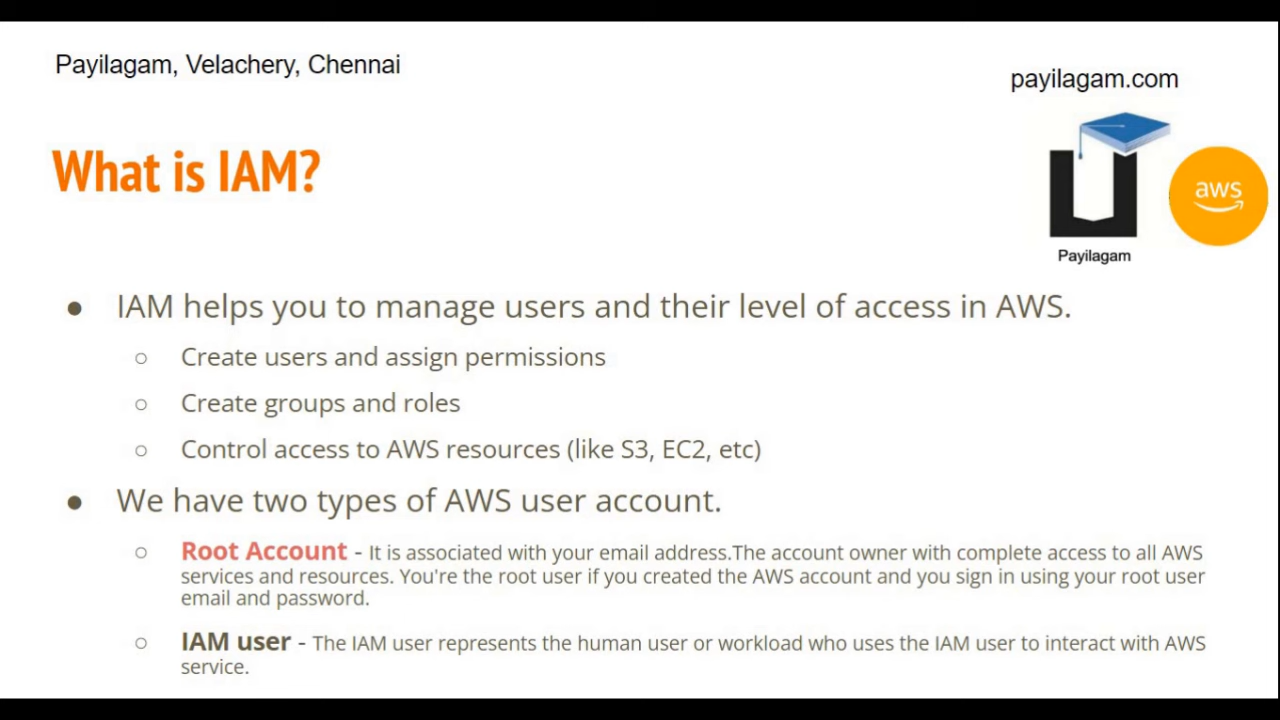 Payilagam, Velachery, Chennai
payilagam.com
What is IAM?
aws
Payilagam
● IAM helps you to manage users and their level of access in AWS.
○ Create users and assign permissions
○ Create groups and roles
○ Control access to AWS resources (like S3, EC2, etc)
● We have two types of AWS user account.
○ Root Account - It is associated with your email address.The account owner with complete access to all AWS
services and resources. You're the root user if you created the AWS account and you sign in using your root user
email and password.
○ IAM user - The IAM user represents the human user or workload who uses the IAM user to interact with AWS
service.